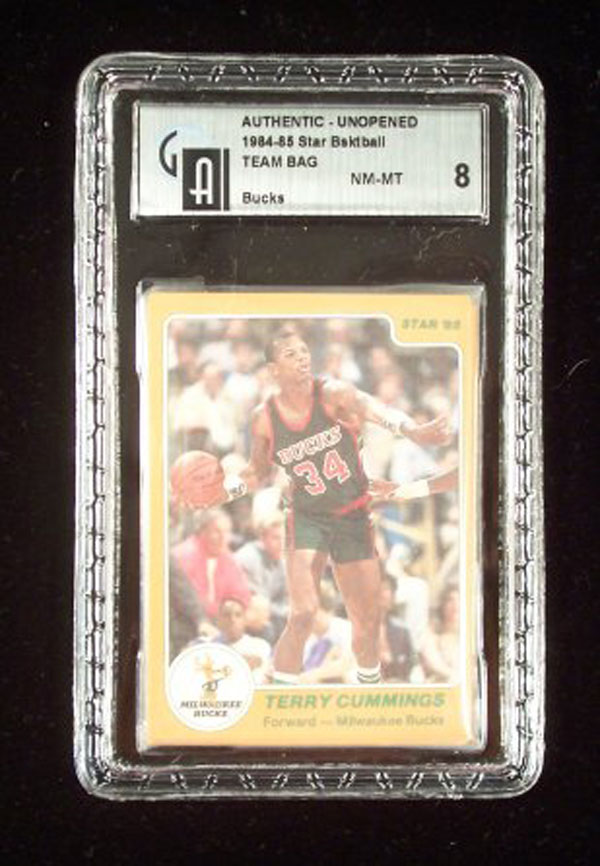 AUTHENTIC - UNOPENED
1984-85 Star Bsktball
TEAM BAG
NM-MT
8
Bucks
GA
STAR '85
BUCKS
34
MILWAUKEE
BUCKS
TERRY CUMMINGS
Forward — Milwaukee Bucks